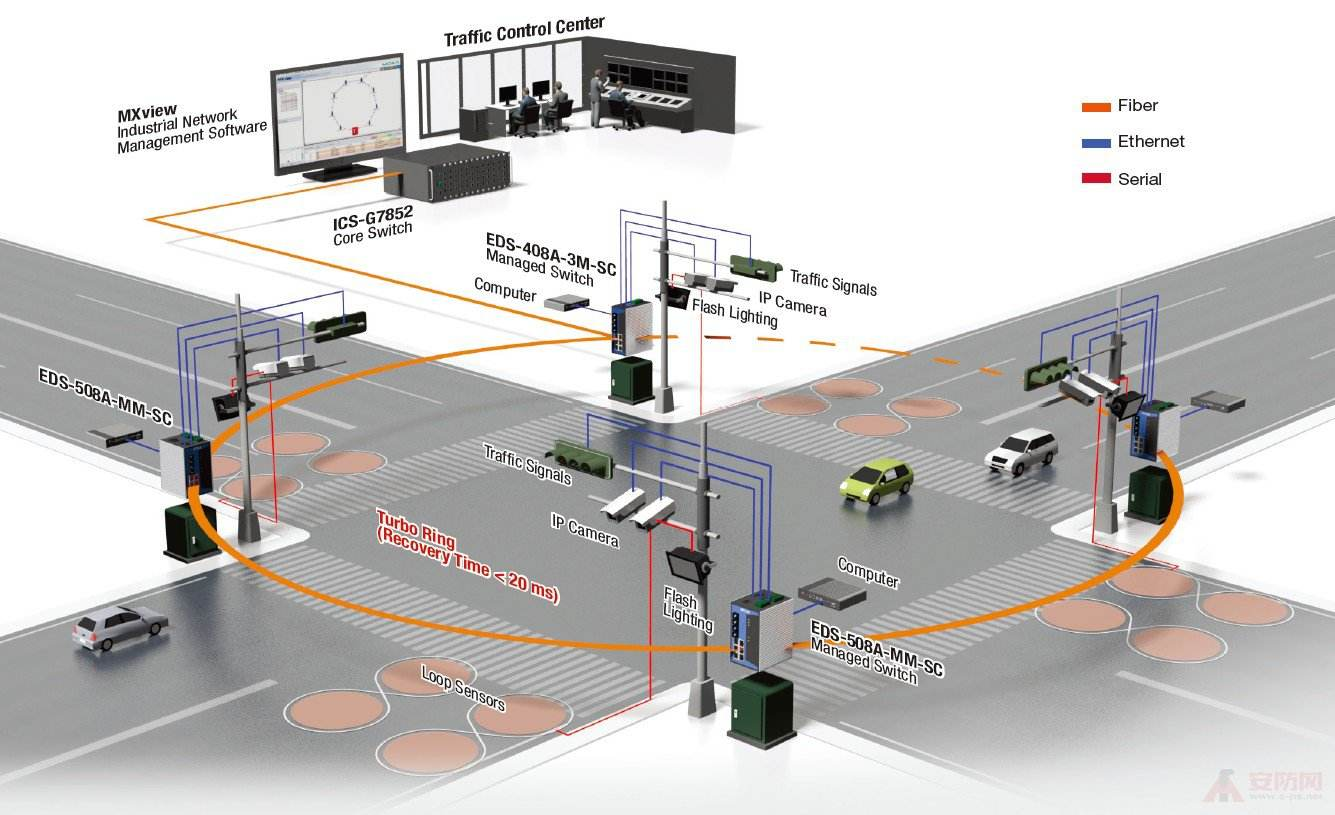 Traffic Control Center
MXview
Industrial Network
Management Software
ICS-G7852
Core Switch
Fiber
Ethernet
Serial
EDS-408A-3M-SC
Managed Switch
Computer
Traffic Signals
IP Camera
Flash Lighting
EDS-508A-MM-SC
Traffic Signals
IP Camera
Turbo Ring
(Recovery Time < 20 ms)
Flash
Lighting
Computer
EDS-508A-MM-SC
Managed Switch
Loop Sensors
安防网